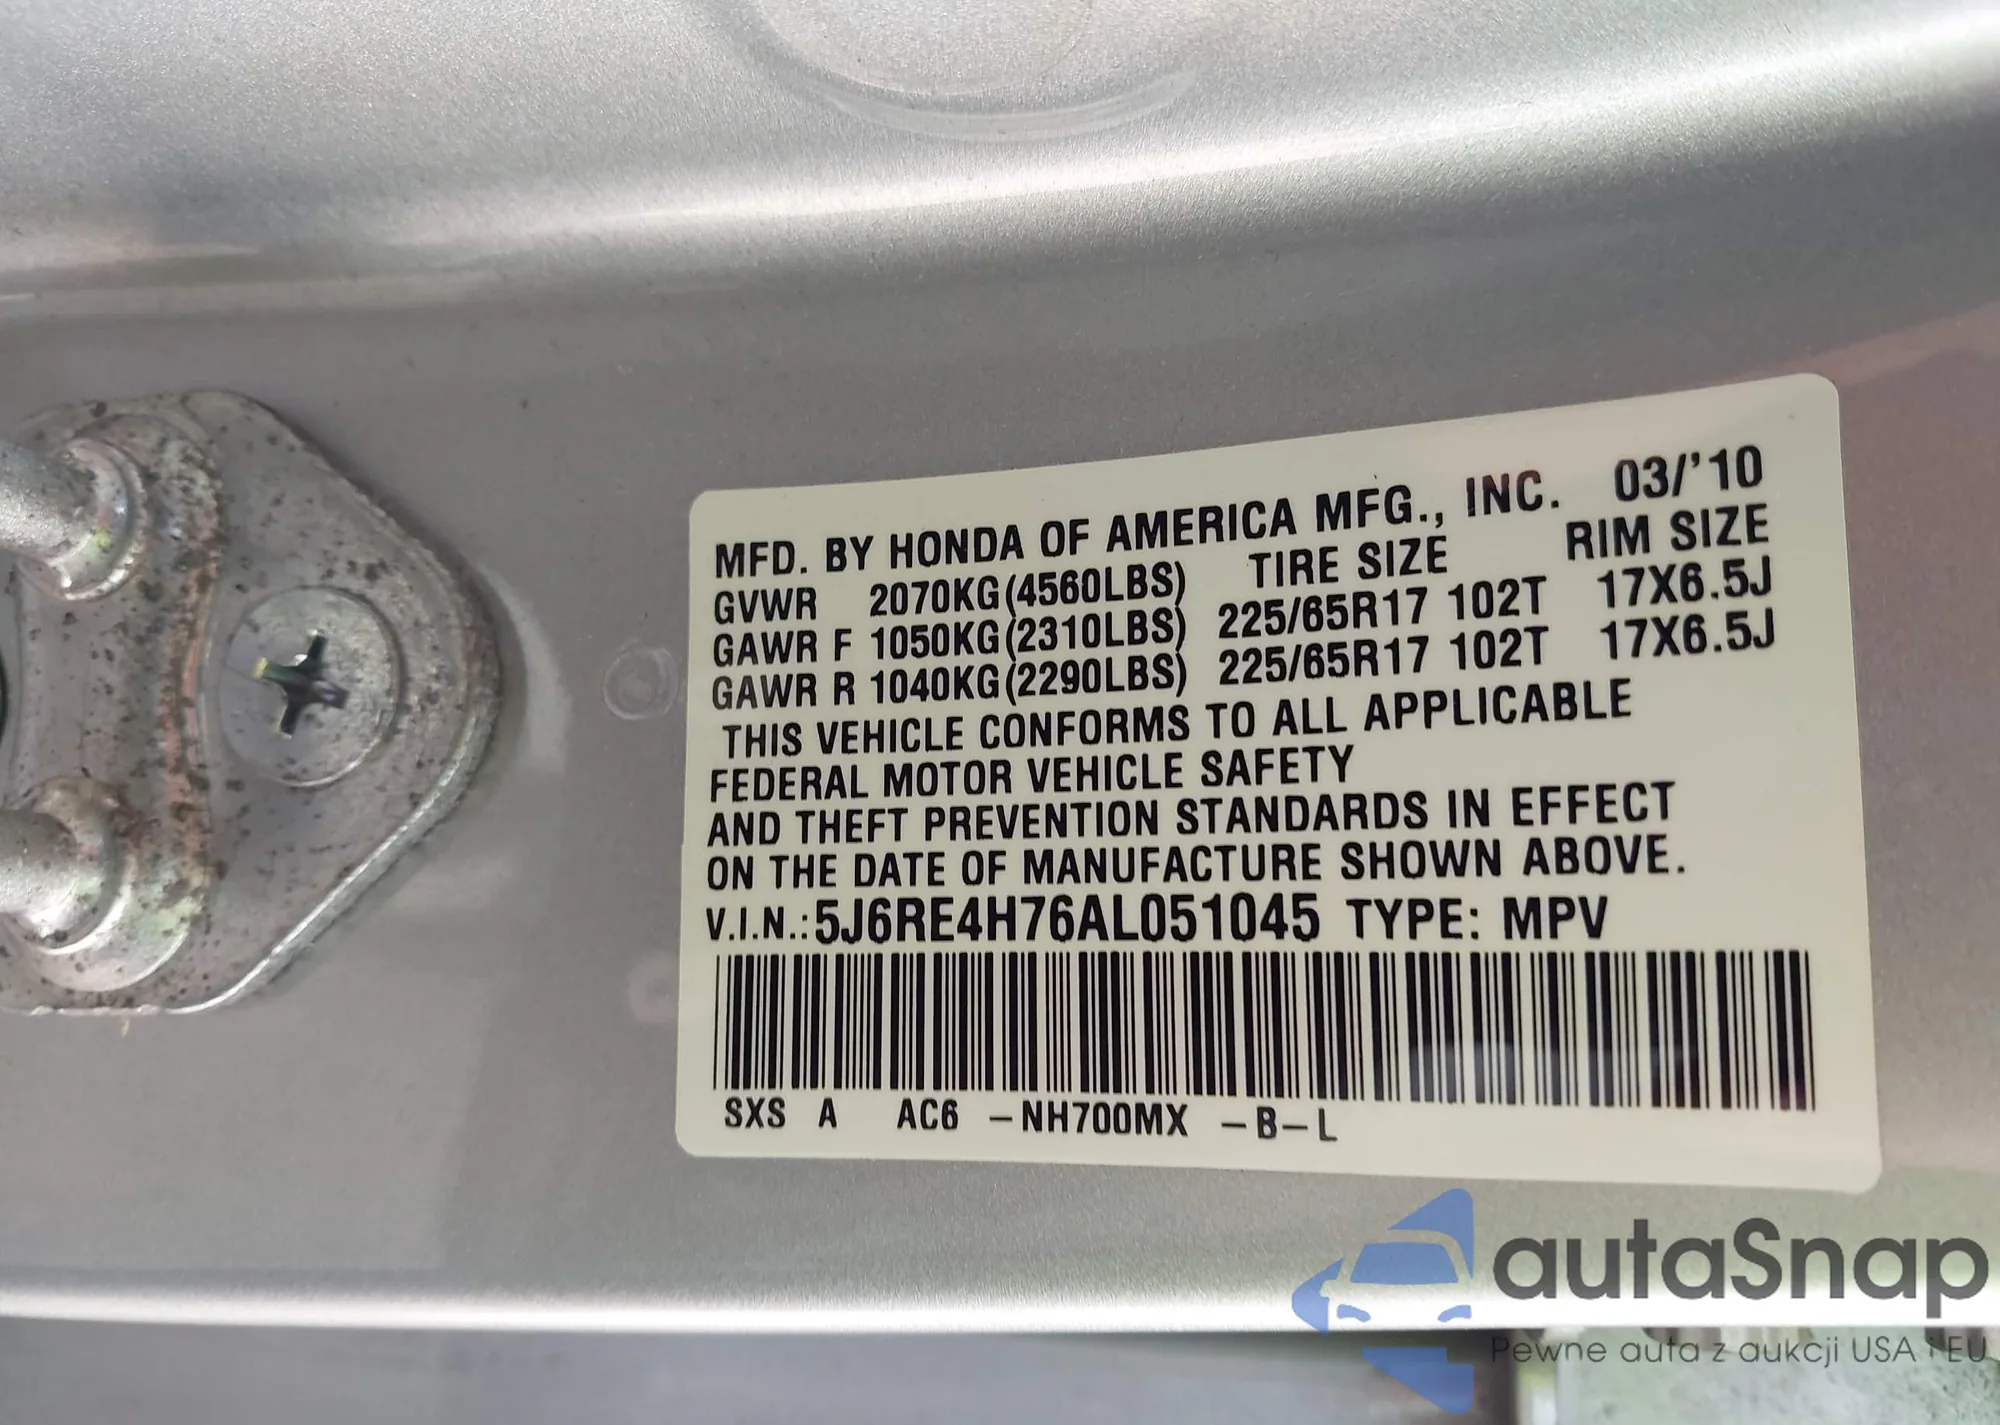 MFD. BY HONDA OF AMERICA MFG., INC. 03/'10
GVWR 2070KG(4560LBS) TIRE SIZE RIM SIZE
GAWR F 1050KG(2310LBS) 225/65R17 102T 17X6.5J
GAWR R 1040KG(2290LBS) 225/65R17 102T 17X6.5J
THIS VEHICLE CONFORMS TO ALL APPLICABLE
FEDERAL MOTOR VEHICLE SAFETY
AND THEFT PREVENTION STANDARDS IN EFFECT
ON THE DATE OF MANUFACTURE SHOWN ABOVE.
V.I.N.: 5J6RE4H76AL051045 TYPE: MPV
SXS A AC6 –NH700MX –B–L
autaSnap
Pewne auta z aukcji USA i EU